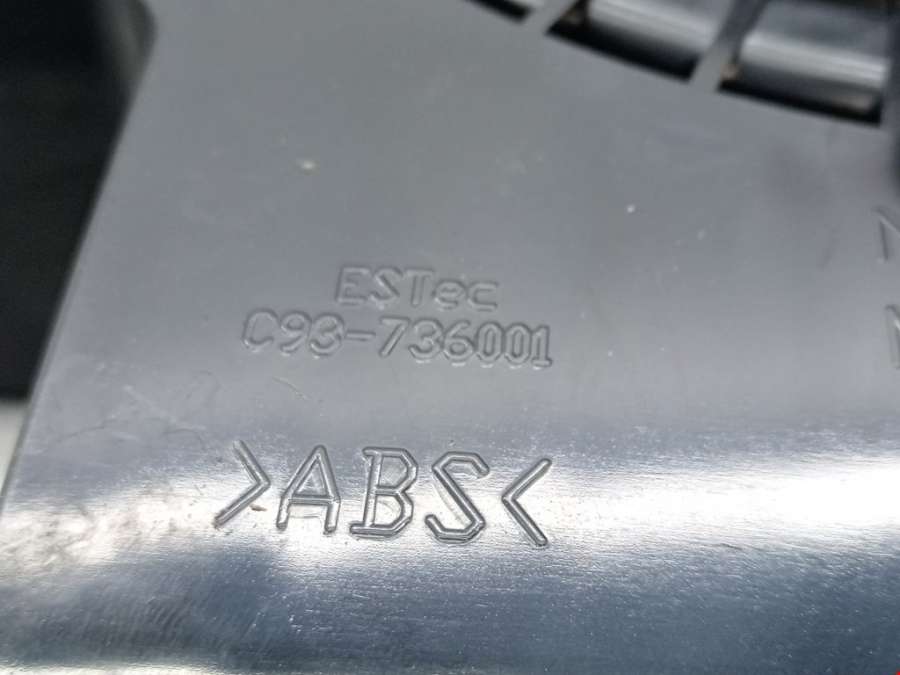 ESTec
C93-736001
>ABS<